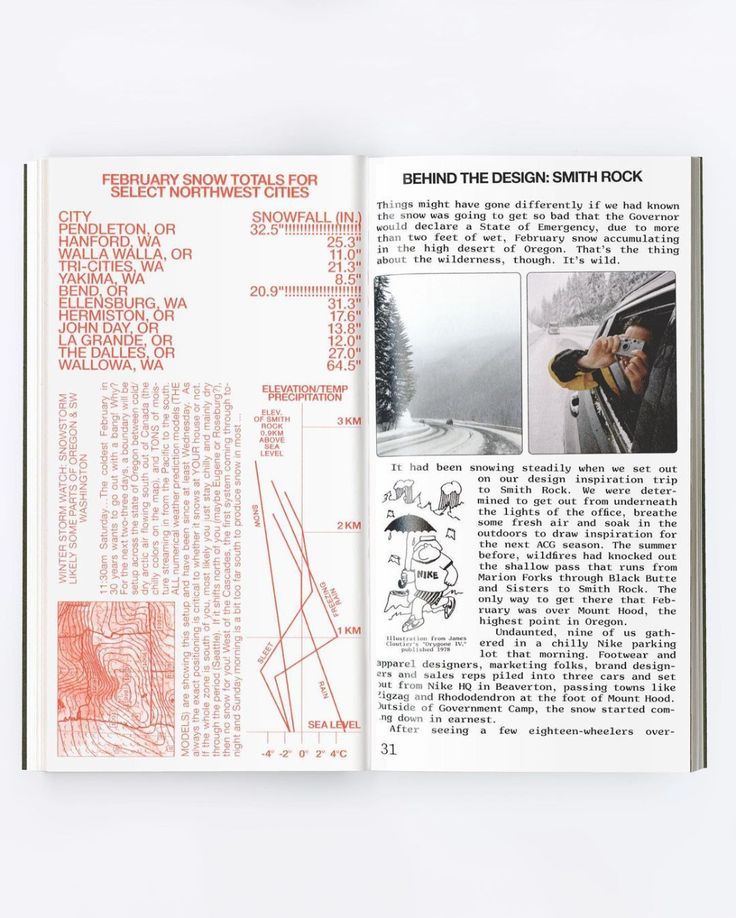 FEBRUARY SNOW TOTALS FOR
SELECT NORTHWEST CITIES
CITY SNOWFALL (IN.)
PENDLETON, OR 32.5"!!!!!!!!!!!!!!!!!!
HANFORD, WA 25.3"
WALLA WALLA, OR 11.0"
TRI-CITIES, WA 21.3"
YAKIMA, WA 8.5"
BEND, OR 20.9"!!!!!!!!!!!!!!!!!!
ELLENSBURG, WA 31.3"
HERMISTON, OR 17.6"
JOHN DAY, OR 13.8"
LA GRANDE, OR 12.0"
THE DALLES, OR 27.0"
WALLOWA, WA 64.5"
WINTER STORM WATCH: SNOWSTORM
LIKELY SOME PARTS OF OREGON & SW
WASHINGTON
11:30am Saturday...The coldest February in
30 years wants to go out with a bang! Why?
For the next two-three days, a boundary will be
setup across the state of Oregon between cold/
dry arctic air flowing south out of Canada (the
chilly colors on the map), and TONS of mois-
ture streaming in from the Pacific to the south.
ALL numerical weather prediction models (THE
MODELS) are showing this setup and have been since at least Wednesday. As
always the exact positioning is critical to whether it snows at YOUR house or not.
If the whole zone is south of you, most likely you just stay chilly and mainly dry
through the period (Seattle). If it shifts north of you (maybe Eugene or Roseburg?),
then no snow for you! West of the Cascades, the first system coming through to-
night and Sunday morning is a bit too far south to produce snow in most ...
ELEVATION/TEMP
PRECIPITATION
ELEV.
OF SMITH
ROCK
0.9KM
ABOVE
SEA
LEVEL
3 KM
2 KM
1 KM
SEA LEVEL
SNOW
FREEZING
RAIN
SLEET
RAIN
-4° -2° 0 2° 4°C
BEHIND THE DESIGN: SMITH ROCK
Things might have gone differently if we had known
the snow was going to get so bad that the Governor
would declare a State of Emergency, due to more
than two feet of wet, February snow accumulating
in the high desert of Oregon. That's the thing
about the wilderness, though. It's wild.
It had been snowing steadily when we set out
on our design inspiration trip
to Smith Rock. We were deter-
mined to get out from underneath
the lights of the office, breathe
some fresh air and soak in the
outdoors to draw inspiration for
the next ACG season. The summer
before, wildfires had knocked out
the shallow pass that runs from
Marion Forks through Black Butte
and Sisters to Smith Rock. The
only way to get there that Feb-
ruary was over Mount Hood, the
highest point in Oregon.
NIKE
Illustration from James
Cloutier's "Orygone IV,"
published 1978
Undaunted, nine of us gath-
ered in a chilly Nike parking
lot that morning. Footwear and
apparel designers, marketing folks, brand design-
ers and sales reps piled into three cars and set
out from Nike HQ in Beaverton, passing towns like
Zigzag and Rhododendron at the foot of Mount Hood.
Outside of Government Camp, the snow started com-
ing down in earnest.
After seeing a few eighteen-wheelers over-
31